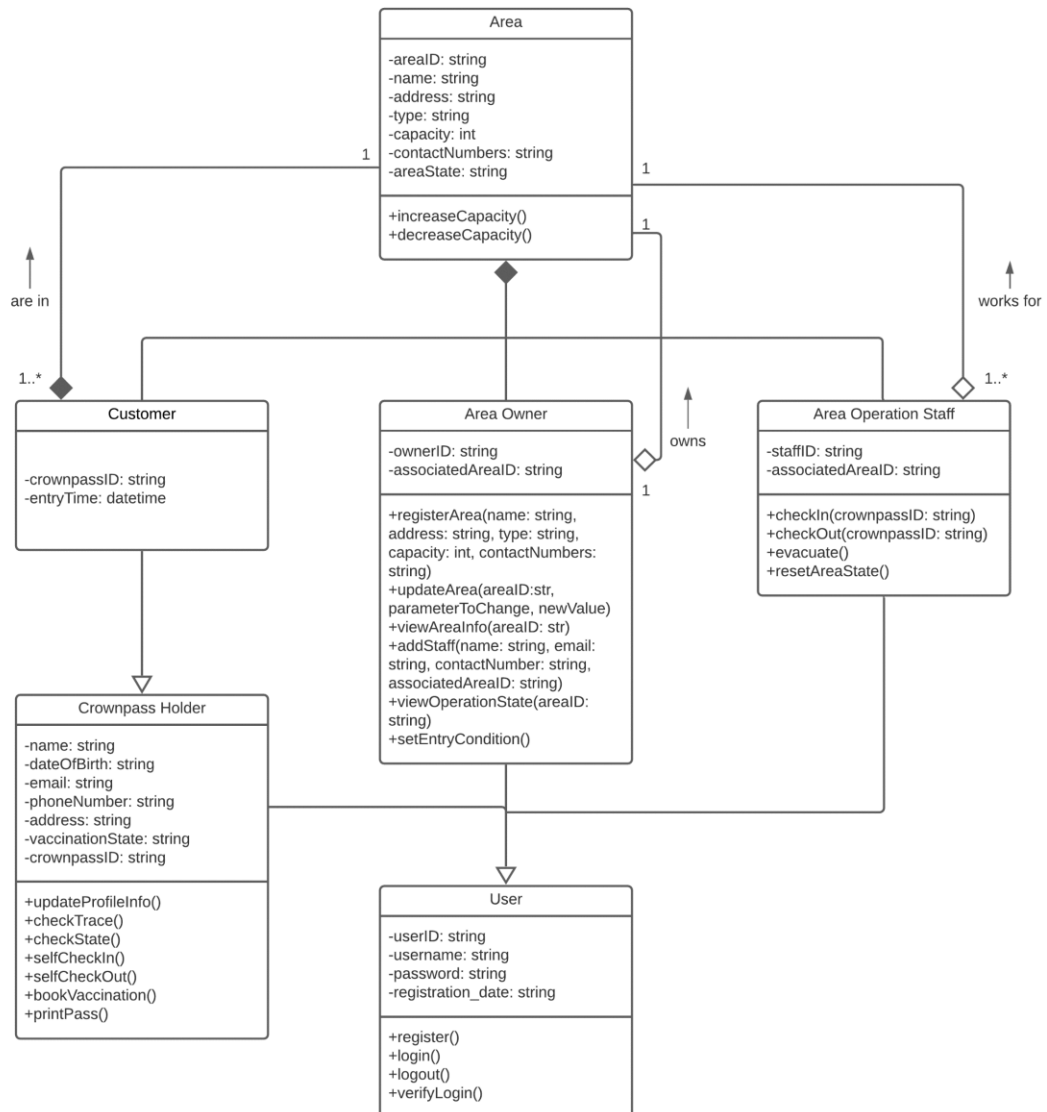 Area
-areaID: string
-name: string
-address: string
-type: string
-capacity: int
-contactNumbers: string
-areaState: string
+increaseCapacity()
+decreaseCapacity()
1
1
1
are in
works for
owns
1..*
1..*
1
Customer
-crownpassID: string
-entryTime: datetime
Area Owner
-ownerID: string
-associatedAreaID: string
+registerArea(name: string,
address: string, type: string,
capacity: int, contactNumbers:
string)
+updateArea(areaID:str,
parameterToChange, newValue)
+viewAreaInfo(areaID: str)
+addStaff(name: string, email:
string, contactNumber: string,
associatedAreaID: string)
+viewOperationState(areaID:
string)
+setEntryCondition()
Area Operation Staff
-staffID: string
-associatedAreaID: string
+checkIn(crownpassID: string)
+checkOut(crownpassID: string)
+evacuate()
+resetAreaState()
Crownpass Holder
-name: string
-dateOfBirth: string
-email: string
-phoneNumber: string
-address: string
-vaccinationState: string
-crownpassID: string
+updateProfileInfo()
+checkTrace()
+checkState()
+selfCheckIn()
+selfCheckOut()
+bookVaccination()
+printPass()
User
-userID: string
-username: string
-password: string
-registration_date: string
+register()
+login()
+logout()
+verifyLogin()